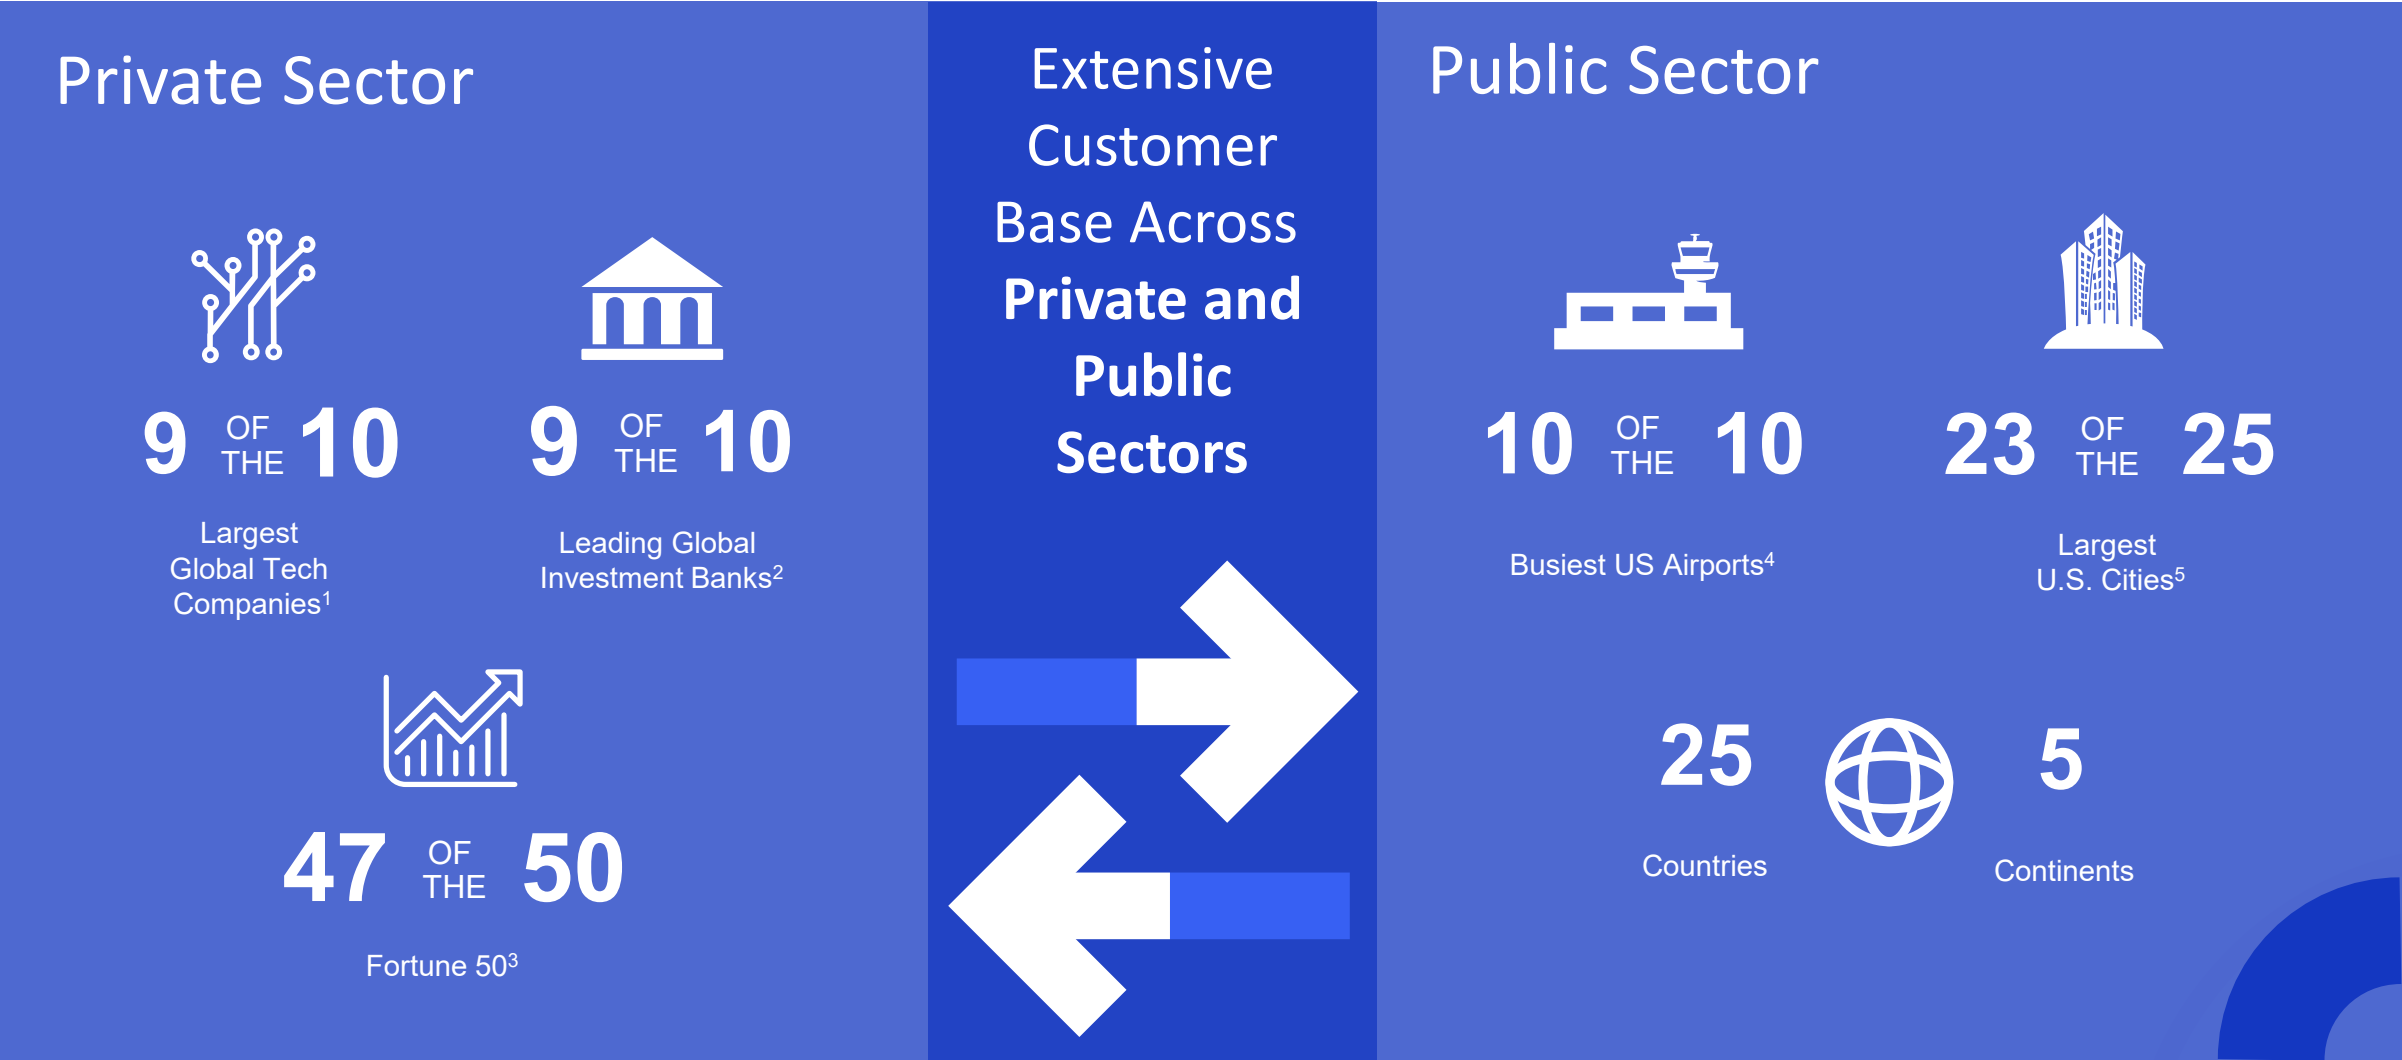 Private Sector
9 OF THE 10
Largest
Global Tech
Companies¹
9 OF THE 10
Leading Global
Investment Banks²
47 OF THE 50
Fortune 50³
Extensive
Customer
Base Across
Private and
Public
Sectors
Public Sector
10 OF THE 10
Busiest US Airports⁴
23 OF THE 25
Largest
U.S. Cities⁵
25
Countries
5
Continents